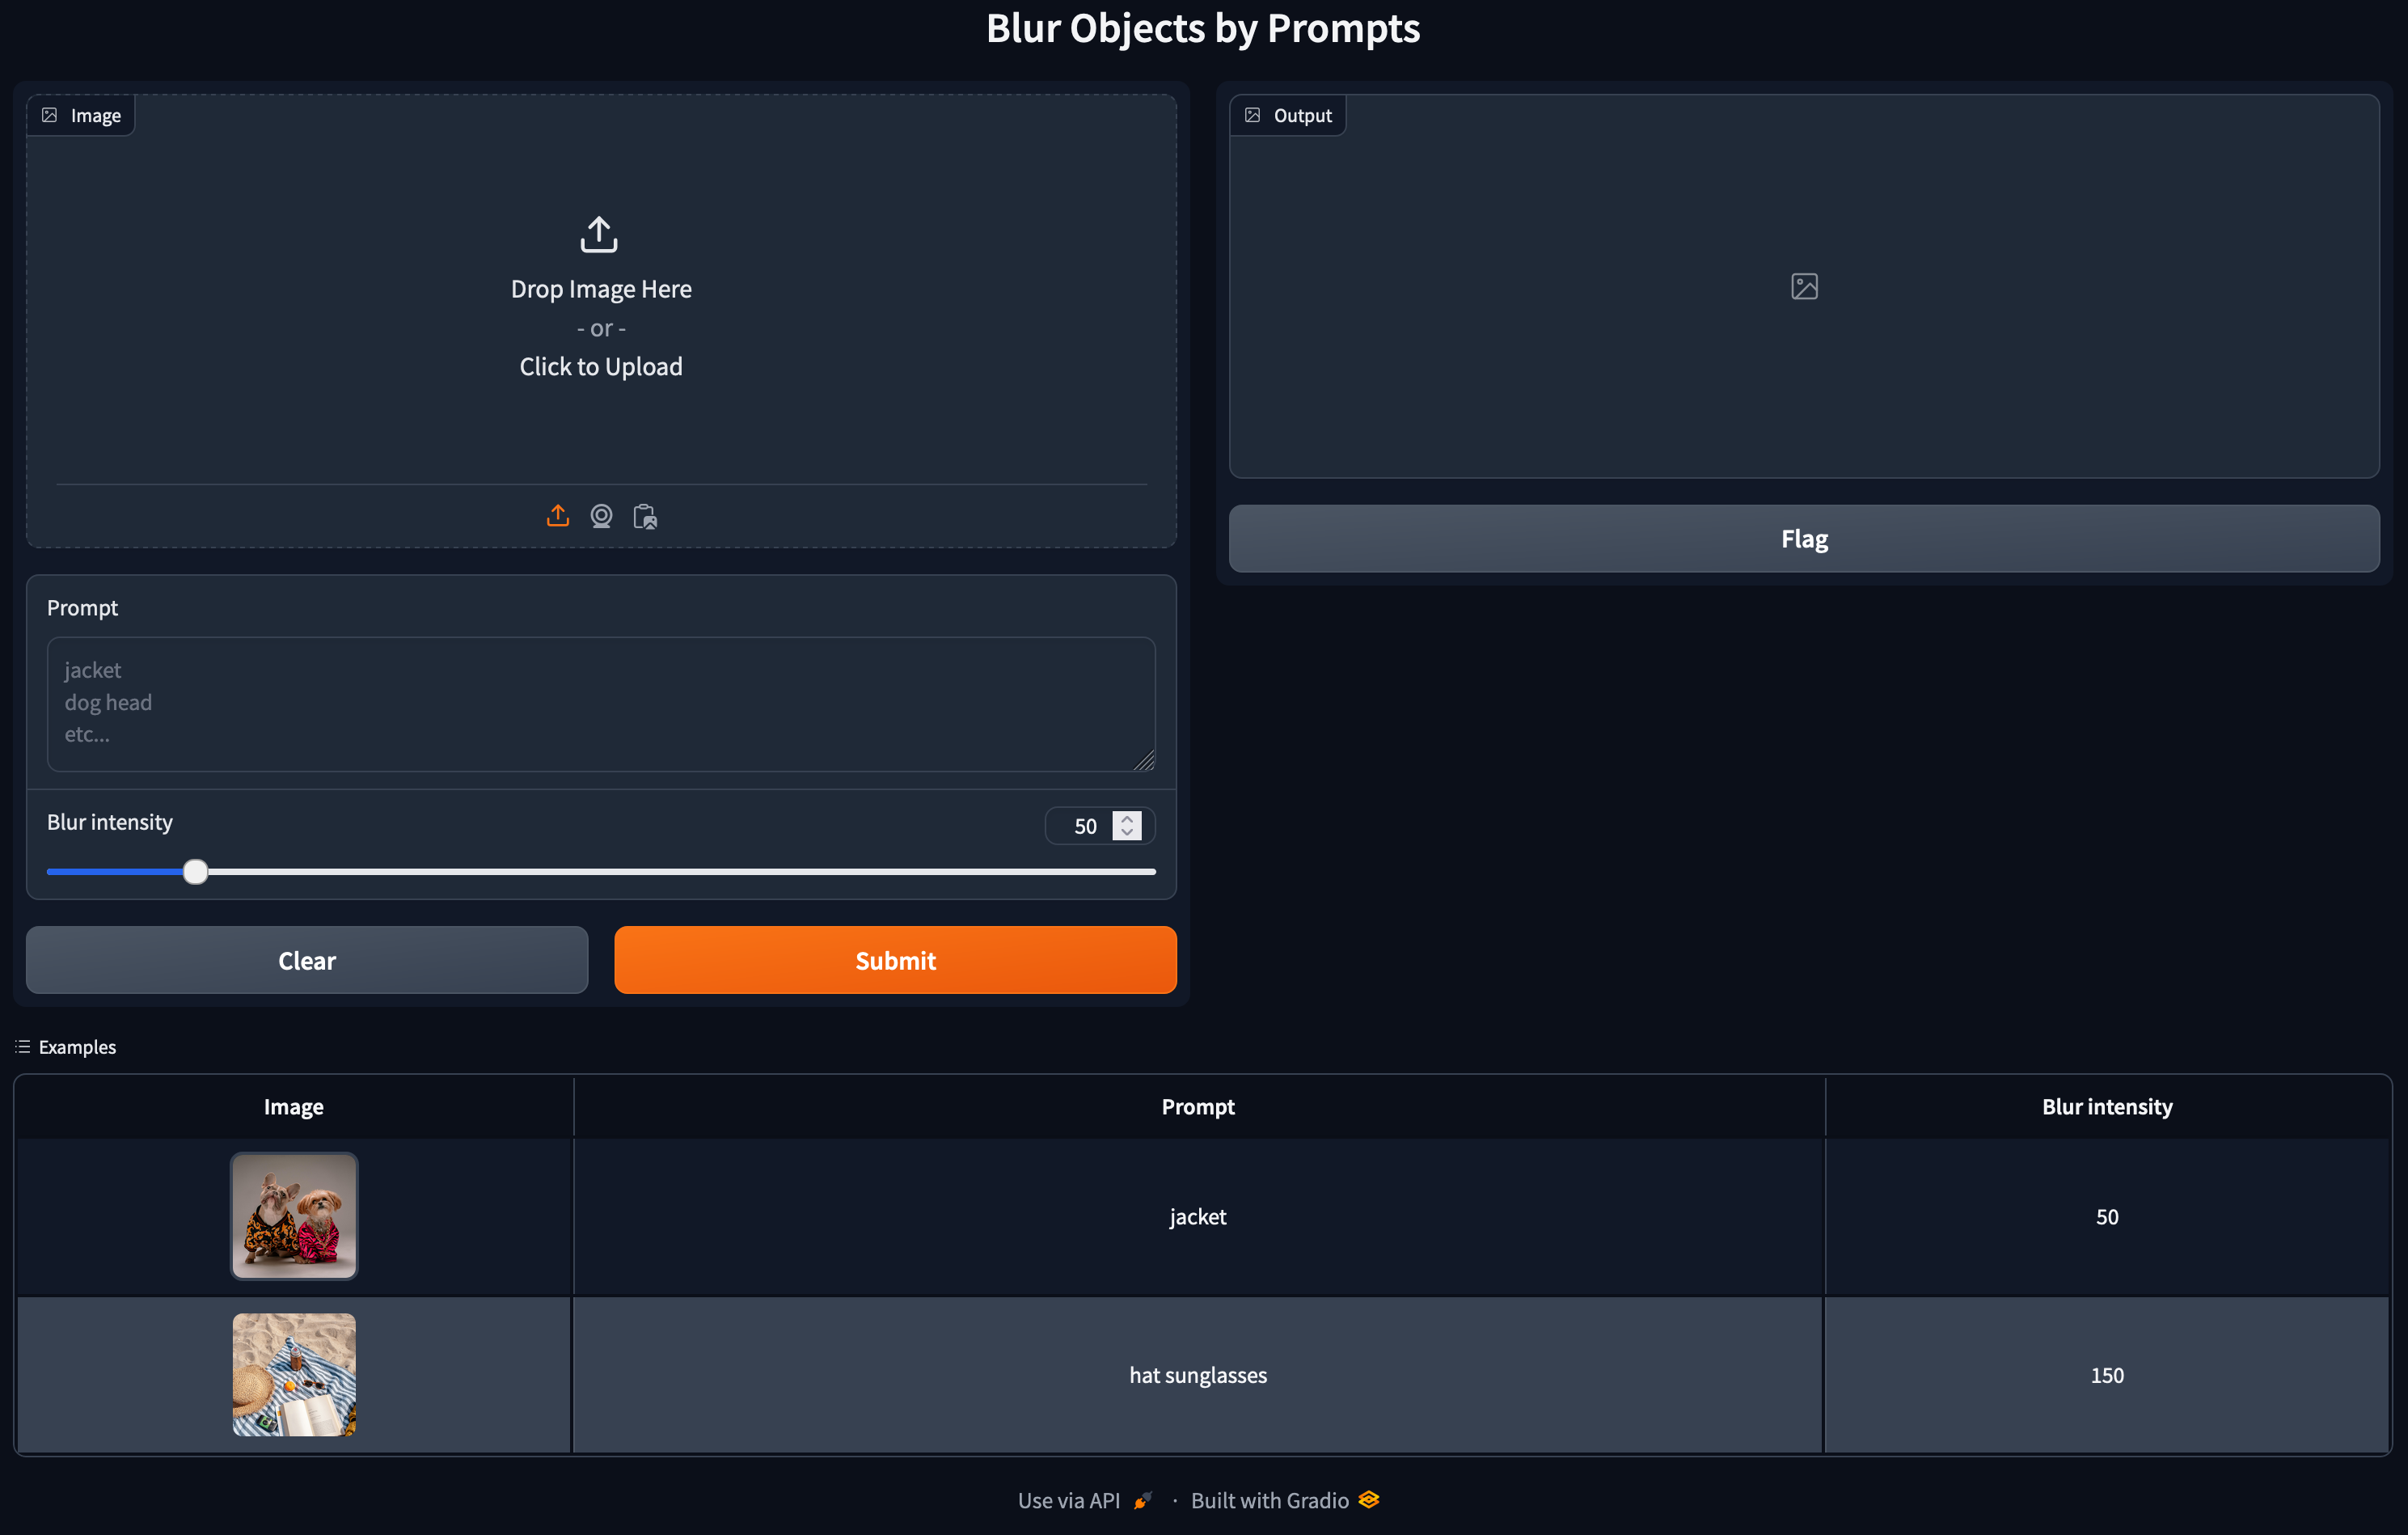 Blur Objects by Prompts
Image
Drop Image Here
- or -
Click to Upload
Prompt
jacket
dog head
etc...
Blur intensity
50
Clear
Submit
Output
Flag
Examples
Image Prompt Blur intensity
jacket 50
hat sunglasses 150
Use via API · Built with Gradio